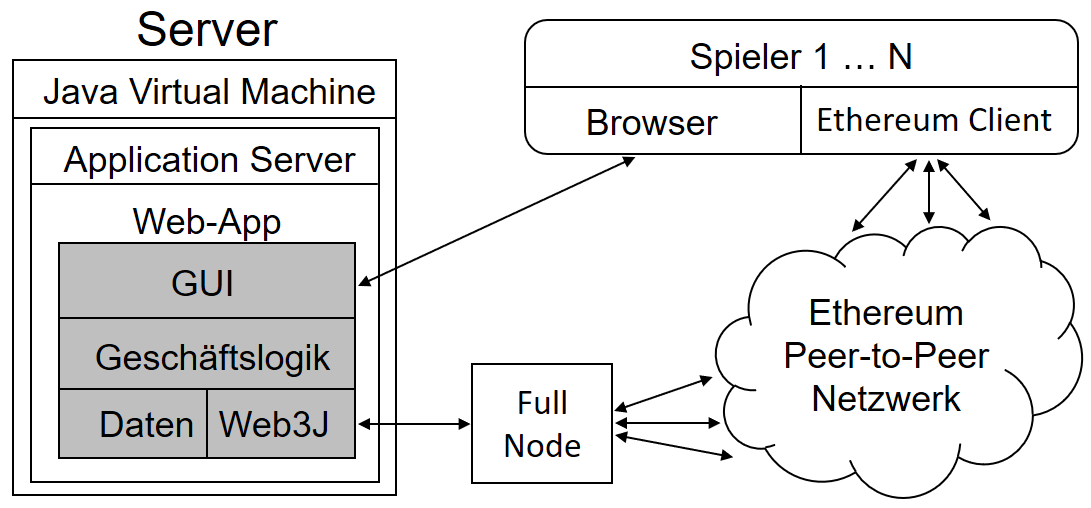 Server
Java Virtual Machine
Application Server
Web-App
GUI
Geschäftslogik
Daten
Web3J
Spieler 1 … N
Browser
Ethereum Client
Full
Node
Ethereum
Peer-to-Peer
Netzwerk